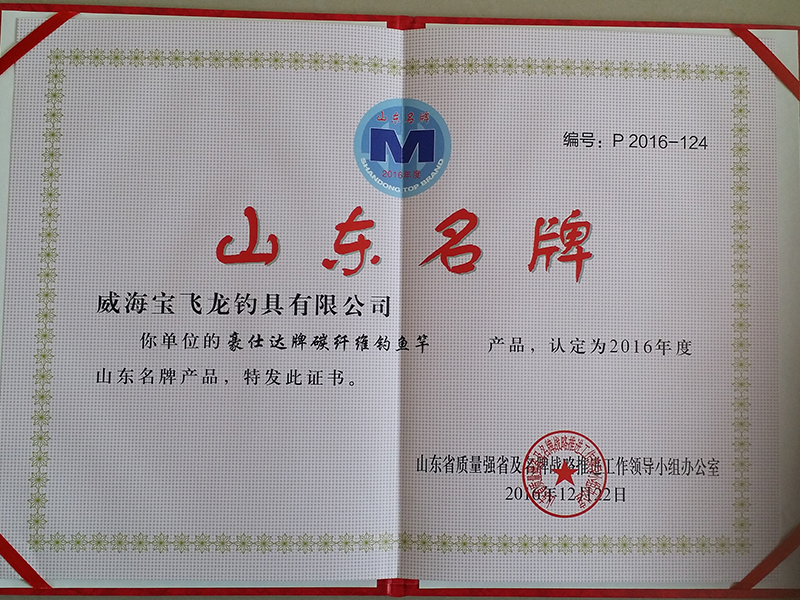 山东名牌
M
2016年度
SHANDONG TOP BRAND
编号：P 2016-124
山东名牌
威海宝飞龙钓具有限公司
你单位的豪仕达牌碳纤维钓鱼竿 产品，认定为2016年度
山东名牌产品，特发此证书。
山东省质量强省及名牌战略推进工作领导小组办公室
2016年12月22日